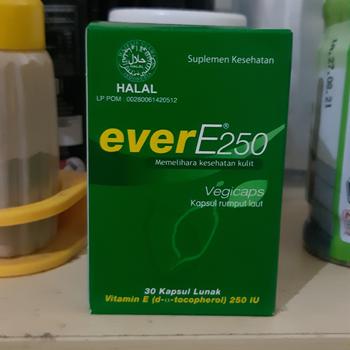 Suplemen Kesehatan
حلال
HALAL
LP POM : 00280061420512
everE250®
Memelihara kesehatan kulit
Vegicaps
Kapsul rumput laut
30 Kapsul Lunak
Vitamin E (d-α-tocopherol) 250 IU